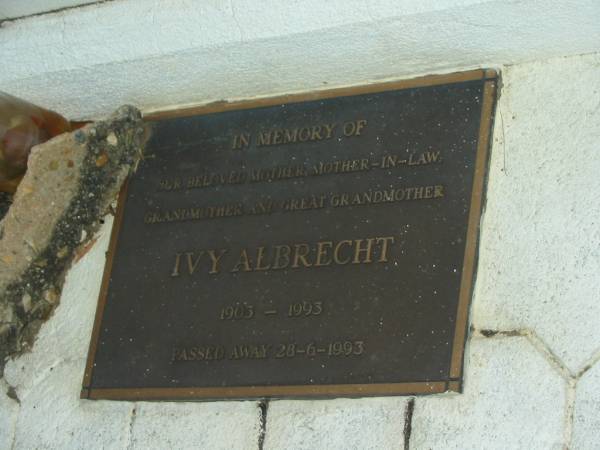 IN MEMORY OF
OUR BELOVED MOTHER, MOTHER-IN-LAW,
GRANDMOTHER AND GREAT GRANDMOTHER
IVY ALBRECHT
1903 - 1993
PASSED AWAY 28-6-1993